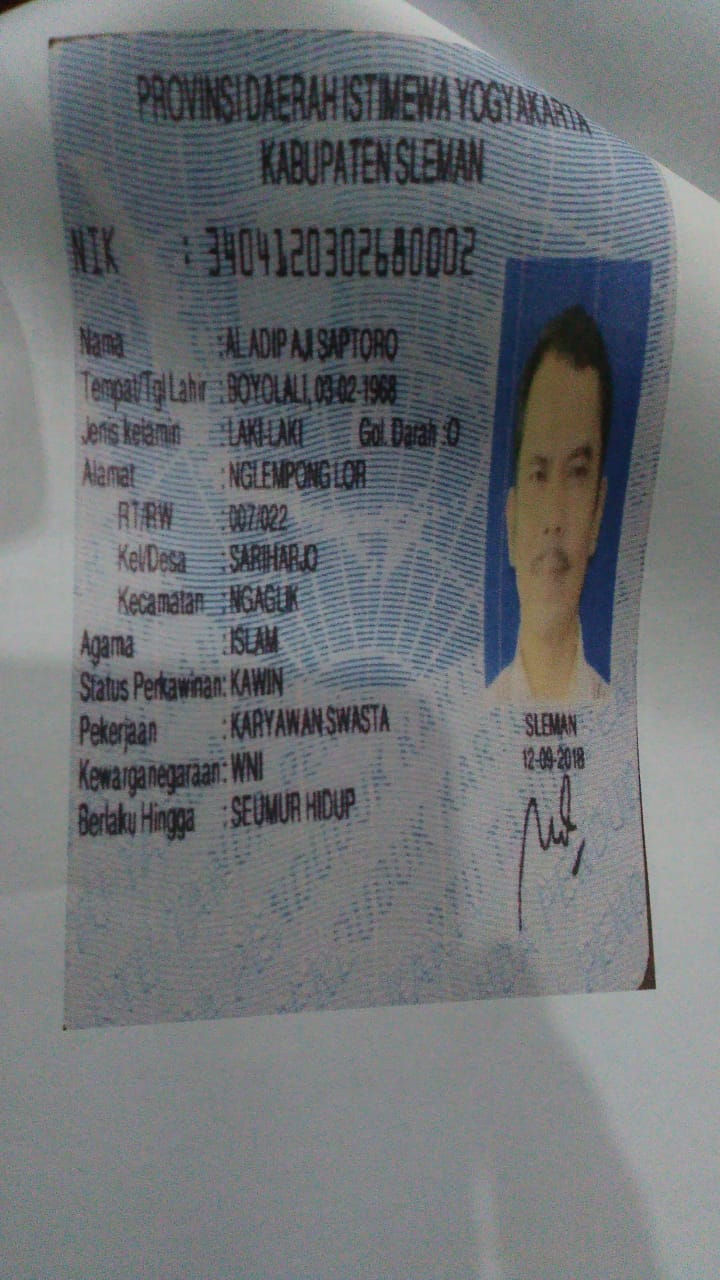 PROVINSI DAERAH ISTIMEWA YOGYAKARTA
KABUPATEN SLEMAN
NIK : 3404120302680002
Nama : AL ADIP AJI SAPTORO
Tempat/Tgl Lahir : BOYOLALI, 03-02-1968
Jenis kelamin : LAKI-LAKI Gol. Darah :O
Alamat : NGLEMPONG LOR
RT/RW : 007/022
Kel/Desa : SARIHARJO
Kecamatan : NGAGLIK
Agama : ISLAM
Status Perkawinan: KAWIN
Pekerjaan : KARYAWAN SWASTA
Kewarganegaraan: WNI
Berlaku Hingga : SEUMUR HIDUP
SLEMAN
12-09-2018